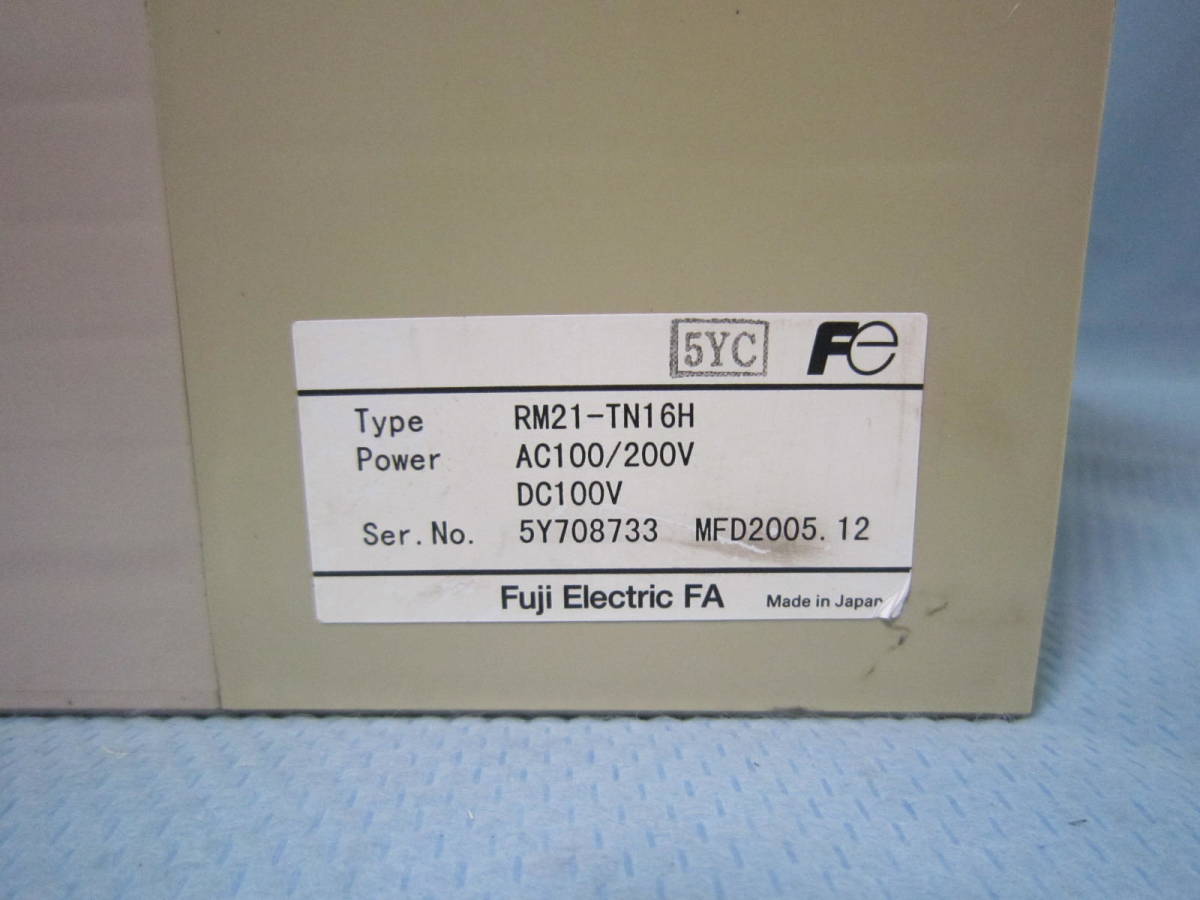 5YC Fe
Type RM21-TN16H
Power AC100/200V
DC100V
Ser.No. 5Y708733 MFD2005.12
Fuji Electric FA Made in Japan